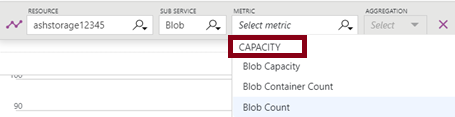 RESOURCE SUB SERVICE METRIC AGGREGATION
ashstorage12345 Blob Select metric Select
CAPACITY
Blob Capacity
Blob Container Count
Blob Count
100
90